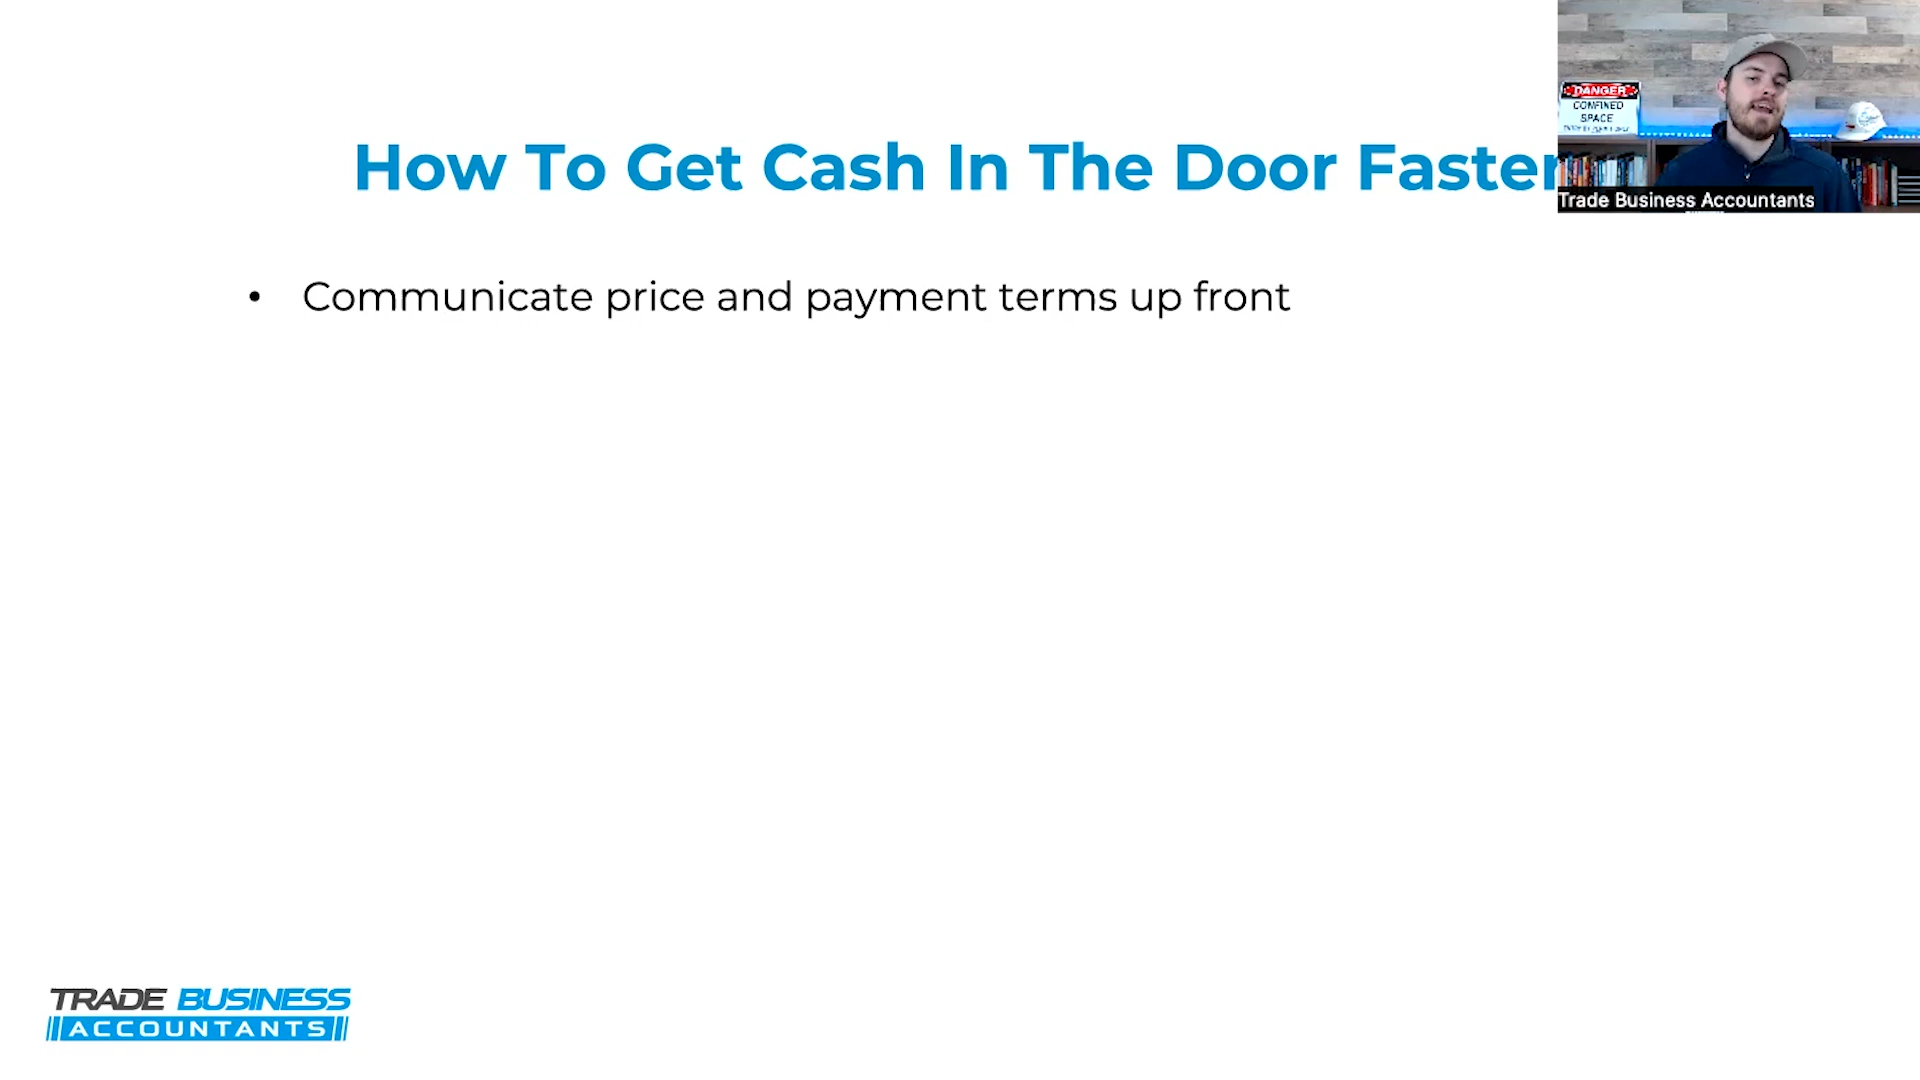 How To Get Cash In The Door Faster
• Communicate price and payment terms up front
DANGER
CONFINED
SPACE
Trade Business Accountants
TRADE BUSINESS
ACCOUNTANTS